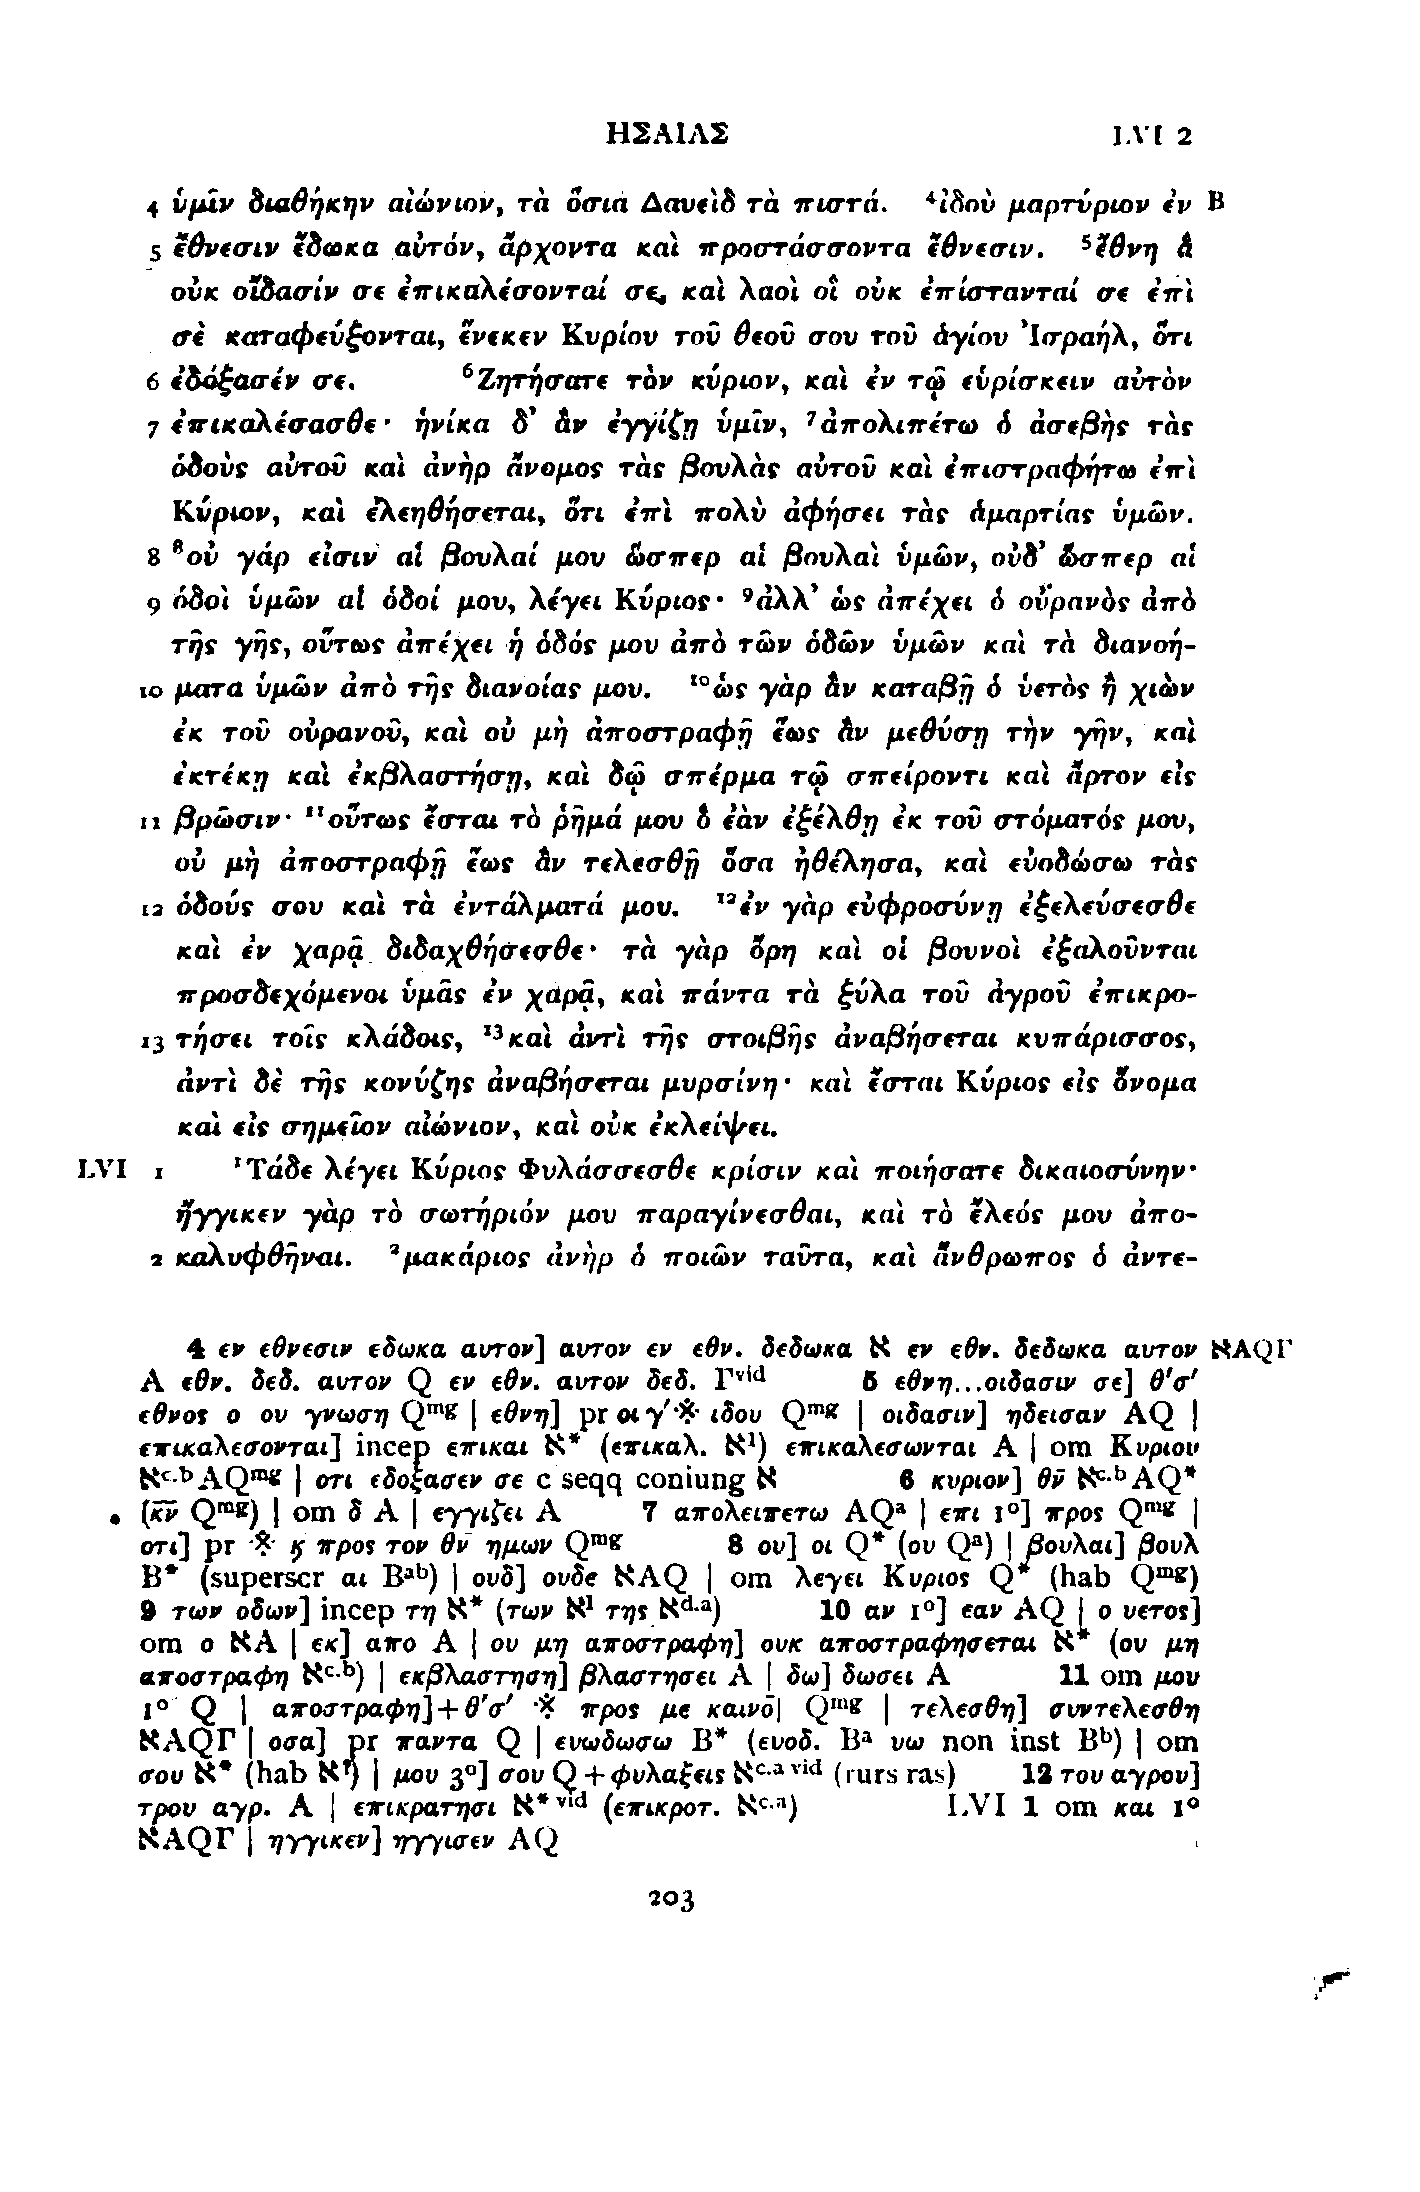 ΗΣΑΙΑΣ LVI 2
4 ὑμῖν διαθήκην αἰώνιον, τὰ ὅσια Δαυεὶδ τὰ πιστά. ⁴ἰδοὺ μαρτύριον ἐν B
5 ἔθνεσιν ἔδωκα αὐτόν, ἄρχοντα καὶ προστάσσοντα ἔθνεσιν. ⁵ἔθνη ἃ
οὐκ οἴδασίν σε ἐπικαλέσονταί σε, καὶ λαοὶ οἳ οὐκ ἐπίστανταί σε ἐπὶ
σὲ καταφεύξονται, ἕνεκεν Κυρίου τοῦ θεοῦ σου τοῦ ἁγίου Ἰσραήλ, ὅτι
6 ἐδόξασέν σε. ⁶Ζητήσατε τὸν κύριον, καὶ ἐν τῷ εὑρίσκειν αὐτὸν
7 ἐπικαλέσασθε· ἡνίκα δ’ ἂν ἐγγίζῃ ὑμῖν, ⁷ἀπολιπέτω ὁ ἀσεβὴς τὰς
ὁδοὺς αὐτοῦ καὶ ἀνὴρ ἄνομος τὰς βουλὰς αὐτοῦ καὶ ἐπιστραφήτω ἐπὶ
Κύριον, καὶ ἐλεηθήσεται, ὅτι ἐπὶ πολὺ ἀφήσει τὰς ἁμαρτίας ὑμῶν.
8 ⁸οὐ γάρ εἰσιν αἱ βουλαί μου ὥσπερ αἱ βουλαὶ ὑμῶν, οὐδ’ ὥσπερ αἱ
9 ὁδοὶ ὑμῶν αἱ ὁδοί μου, λέγει Κύριος· ⁹ἀλλ’ ὡς ἀπέχει ὁ οὐρανὸς ἀπὸ
τῆς γῆς, οὕτως ἀπέχει ἡ ὁδός μου ἀπὸ τῶν ὁδῶν ὑμῶν καὶ τὰ διανοή-
10 ματα ὑμῶν ἀπὸ τῆς διανοίας μου. ¹⁰ὡς γὰρ ἂν καταβῇ ὁ ὑετὸς ἢ χιὼν
ἐκ τοῦ οὐρανοῦ, καὶ οὐ μὴ ἀποστραφῇ ἕως ἂν μεθύσῃ τὴν γῆν, καὶ
ἐκτέκῃ καὶ ἐκβλαστήσῃ, καὶ δῷ σπέρμα τῷ σπείροντι καὶ ἄρτον εἰς
11 βρῶσιν· ¹¹οὕτως ἔσται τὸ ῥῆμά μου ὃ ἐὰν ἐξέλθῃ ἐκ τοῦ στόματός μου,
οὐ μὴ ἀποστραφῇ ἕως ἂν τελεσθῇ ὅσα ἠθέλησα, καὶ εὐοδώσω τὰς
12 ὁδούς σου καὶ τὰ ἐντάλματά μου. ¹²ἐν γὰρ εὐφροσύνῃ ἐξελεύσεσθε
καὶ ἐν χαρᾷ διδαχθήσεσθε· τὰ γὰρ ὄρη καὶ οἱ βουνοὶ ἐξαλοῦνται
προσδεχόμενοι ὑμᾶς ἐν χαρᾷ, καὶ πάντα τὰ ξύλα τοῦ ἀγροῦ ἐπικρο-
13 τήσει τοῖς κλάδοις, ¹³καὶ ἀντὶ τῆς στοιβῆς ἀναβήσεται κυπάρισσος,
ἀντὶ δὲ τῆς κονύζης ἀναβήσεται μυρσίνη· καὶ ἔσται Κύριος εἰς ὄνομα
καὶ εἰς σημεῖον αἰώνιον, καὶ οὐκ ἐκλείψει.
LVI 1 ¹Τάδε λέγει Κύριος Φυλάσσεσθε κρίσιν καὶ ποιήσατε δικαιοσύνην·
ἤγγικεν γὰρ τὸ σωτήριόν μου παραγίνεσθαι, καὶ τὸ ἔλεός μου ἀπο-
2 καλυφθῆναι. ²μακάριος ἀνὴρ ὁ ποιῶν ταῦτα, καὶ ἄνθρωπος ὁ ἀντε-
4 εν εθνεσιν εδωκα αυτον] αυτον εν εθν. δεδωκα א εν εθν. δεδωκα αυτον אAQΓ
A εθν. δεδ. αυτον Q εν εθν. αυτον δεδ. Γvid 5 εθνη...οιδασιν σε] θ′σ′
εθνος ο ου γνωση Qmg | εθνη] pr οι γ′ ※ ιδου Qmg | οιδασιν] ηδεισαν AQ |
επικαλεσονται] incep επικαι א* (επικαλ. א1) επικαλεσωνται A | om Κυριου
אc.b AQmg | οτι εδοξασεν σε c seqq coniung א 6 κυριον] θν̄ אc.b AQ*
(κ̄ν̄ Qmg) | om δ A | εγγιζει A 7 απολειπετω AQa | επι 1°] προς Qmg |
οτι] pr ※ ϗ προς τον θν̄ ημων Qmg 8 ου] οι Q* (ου Qa) | βουλαι] βουλ
B* (superscr αι Bab) | ουδ] ουδε אAQ | om λεγει Κυριος Q* (hab Qmg)
9 των οδων] incep τη א* (των א1 της אd.a) 10 αν 1°] εαν AQ | ο υετος]
om ο אA | εκ] απο A | ου μη αποστραφη] ουκ αποστραφησεται א* (ου μη
αποστραφη אc.b) | εκβλαστηση] βλαστησει A | δω] δωσει A 11 om μου
1° Q | αποστραφη]+θ′σ′ ※ προς με καινο̄| Qmg | τελεσθη] συντελεσθη
אAQΓ | οσα] pr παντα Q | ευωδωσω B* (ευοδ. Ba υω non inst Bb) | om
σου א* (hab א1) | μου 3°] σου Q +φυλαξεις אc.a vid (rurs ras) 12 του αγρου]
τρου αγρ. A | επικρατησι א* vid (επικροτ. אc.a) LVI 1 om και 1°
אAQΓ | ηγγικεν] ηγγισεν AQ
203